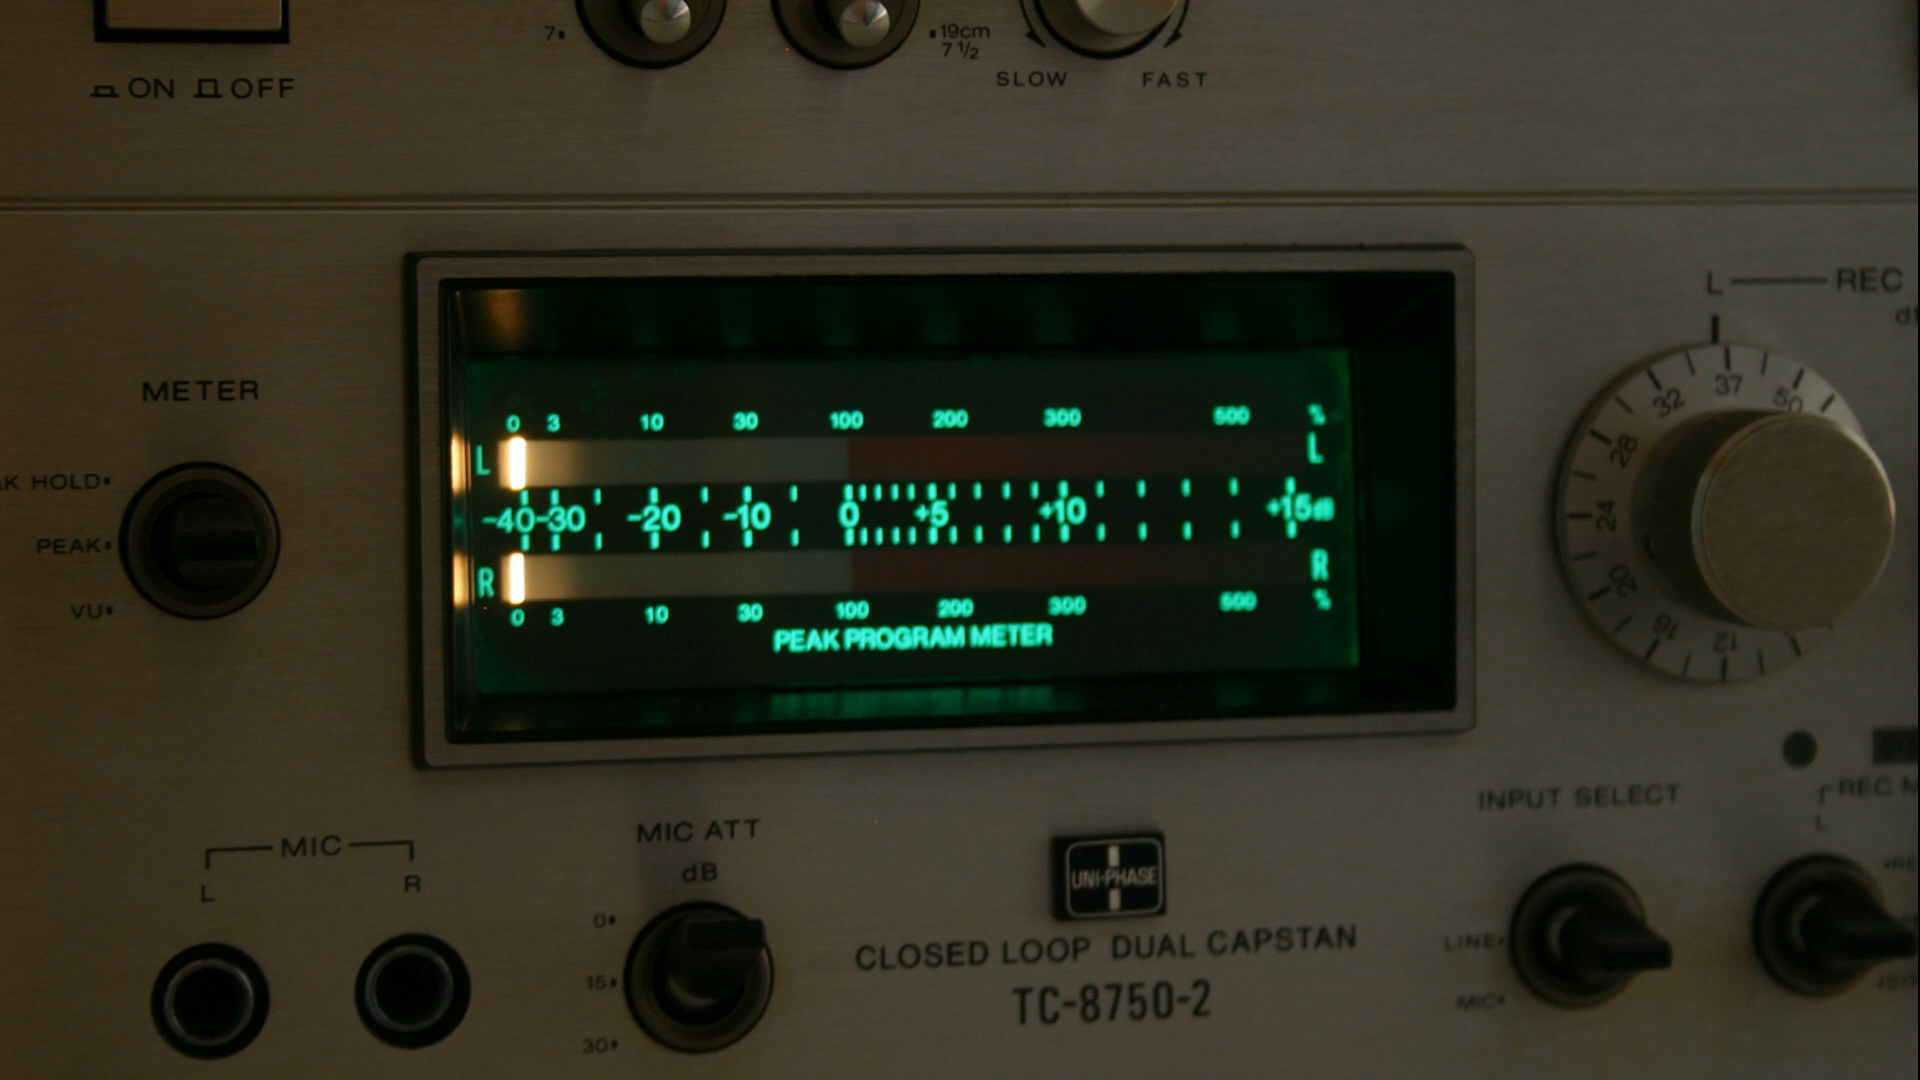 ON OFF
7
19cm
7 1/2
SLOW FAST
METER
K HOLD
PEAK
VU
0 3 10 30 100 200 300 500 %
L L
-40 -30 -20 -10 0 +5 +10 +15 dB
R R
0 3 10 30 100 200 300 500 %
PEAK PROGRAM METER
L REC
50
37
32
28
24
20
16
12
MIC
L R
MIC ATT
dB
0
15
30
UNI-PHASE
CLOSED LOOP DUAL CAPSTAN
TC-8750-2
INPUT SELECT
LINE
MIC
REC M
L